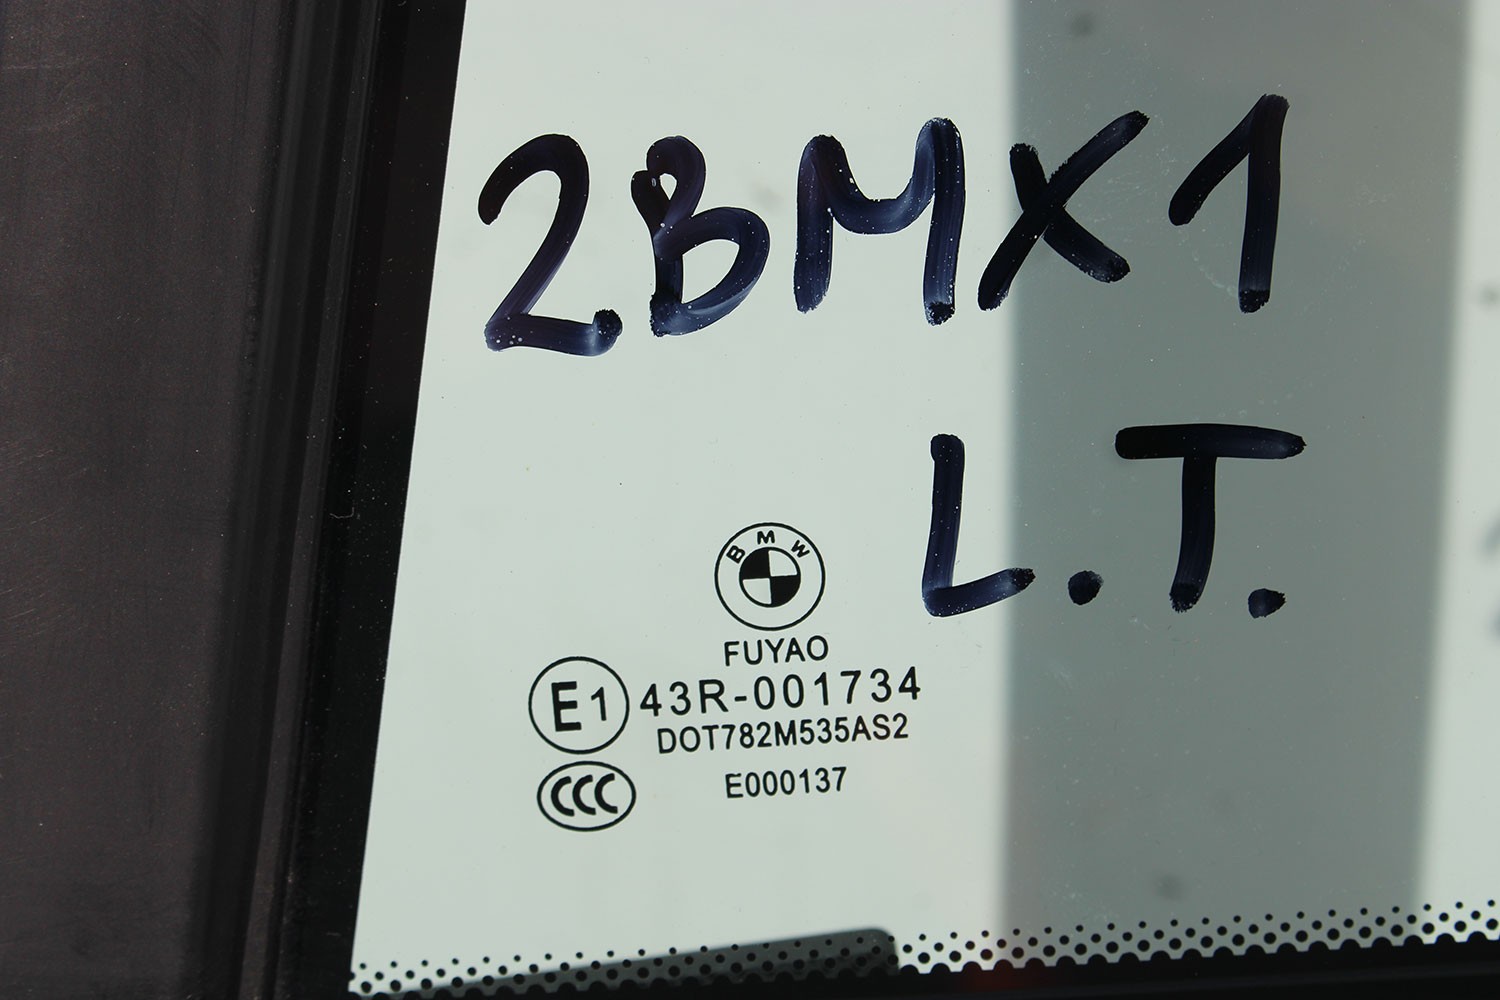 2BMX1
L.T.
BMW
FUYAO
E1 43R-001734
DOT782M535AS2
CCC E000137